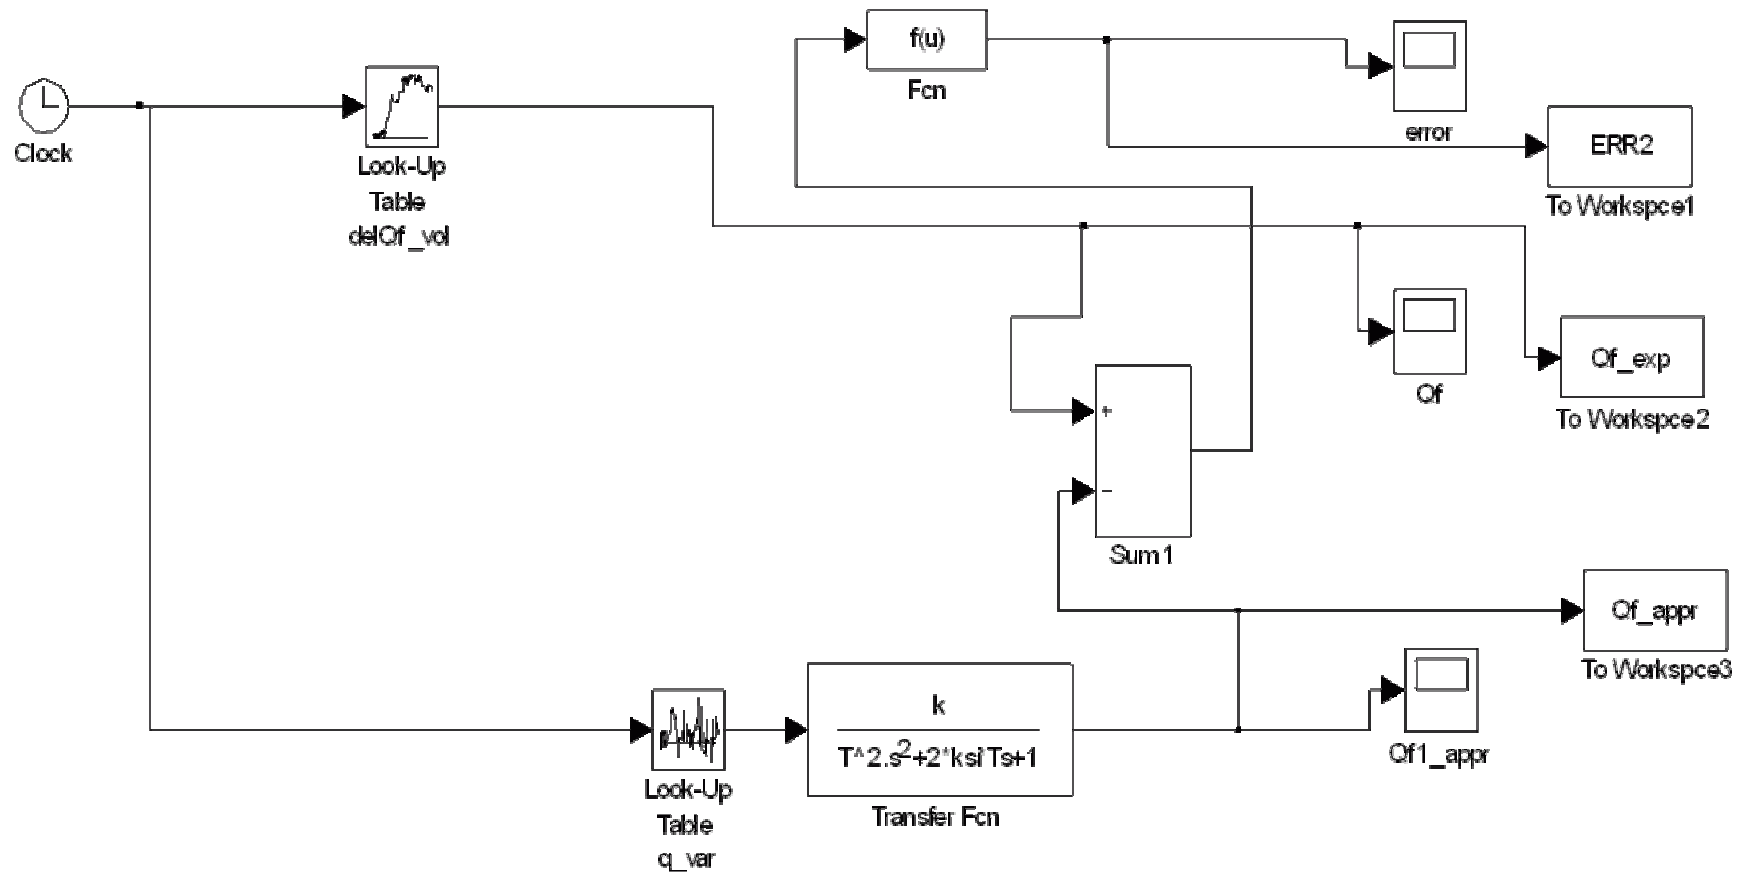 f(u)
Fcn
error
ERR2
To Workspce1
Clock
Look-Up
Table
delQf_vol
Qf
Qf_exp
To Workspce2
+
−
Sum1
Qf_appr
To Workspce3
Qf1_appr
Look-Up
Table
q_var
k
T^2.s^2+2*ksi*Ts+1
Transfer Fcn